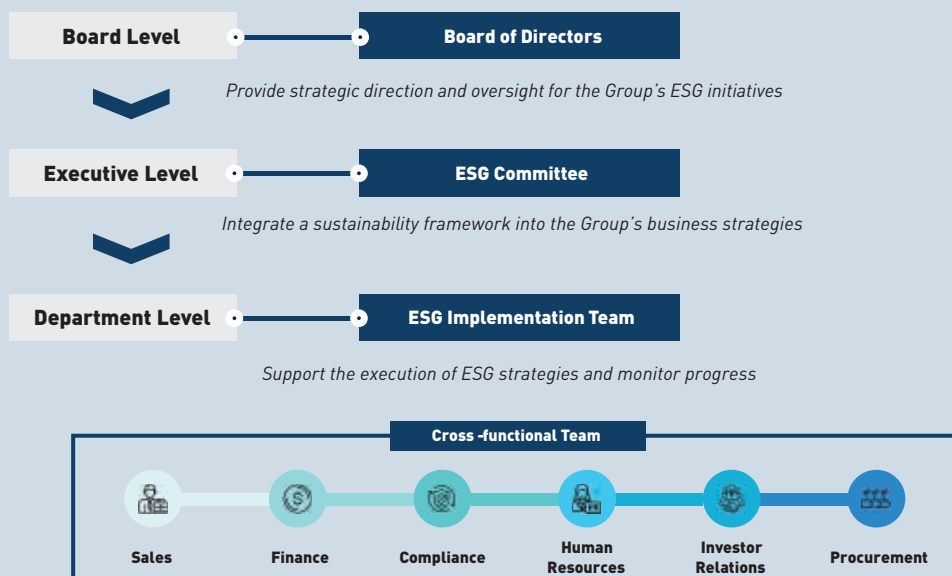 Board Level
Board of Directors
Provide strategic direction and oversight for the Group's ESG initiatives
Executive Level
ESG Committee
Integrate a sustainability framework into the Group's business strategies
Department Level
ESG Implementation Team
Support the execution of ESG strategies and monitor progress
Cross -functional Team
Sales
Finance
Compliance
Human
Resources
Investor
Relations
Procurement